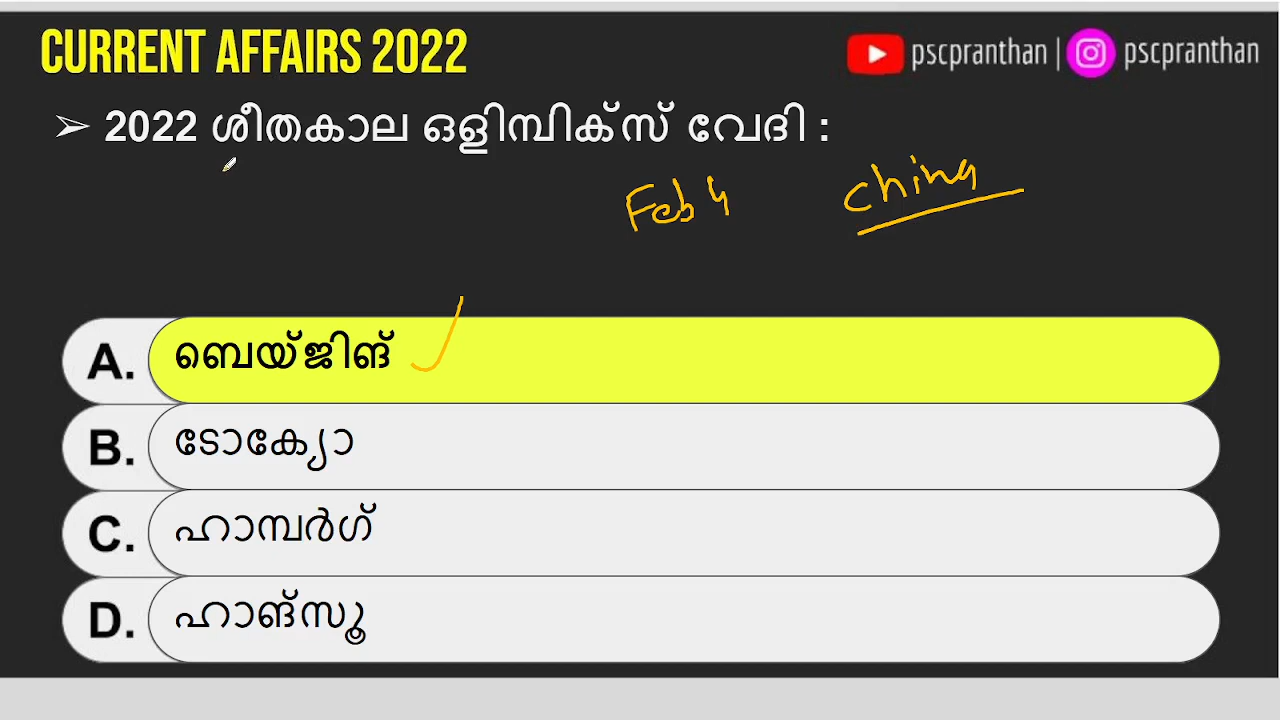 CURRENT AFFAIRS 2022
pscpranthan | pscpranthan
➢ 2022 ശീതകാല ഒളിമ്പിക്സ് വേദി :
Feb 4 china
A. ബെയ്ജിങ്
B. ടോക്യോ
C. ഹാമ്പർഗ്
D. ഹാങ്സൂ